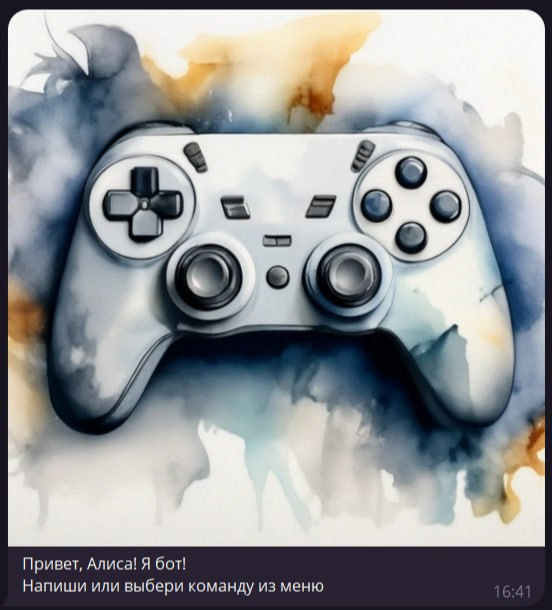 Привет, Алиса! Я бот!
Напиши или выбери команду из меню
16:41